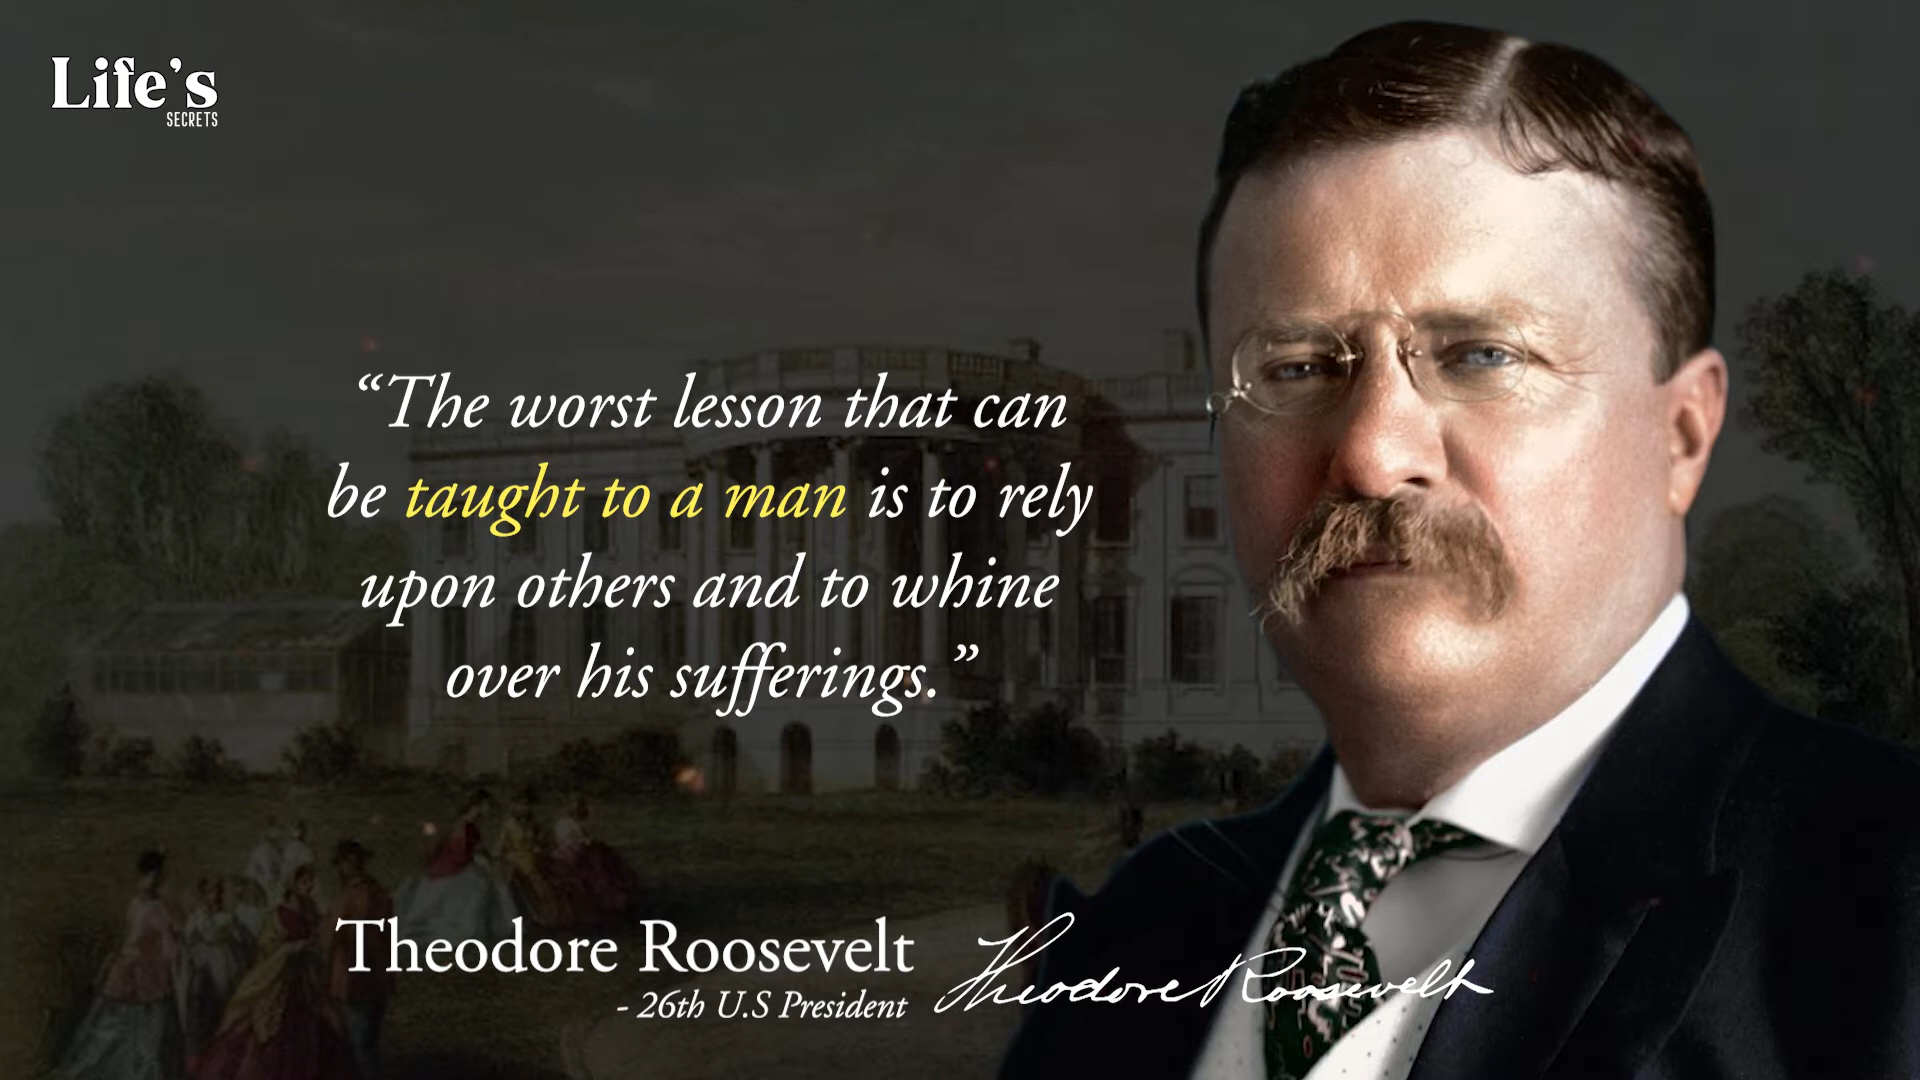 Life's
SECRETS
“The worst lesson that can
be taught to a man is to rely
upon others and to whine
over his sufferings.”
Theodore Roosevelt
- 26th U.S President
Theodore Roosevelt